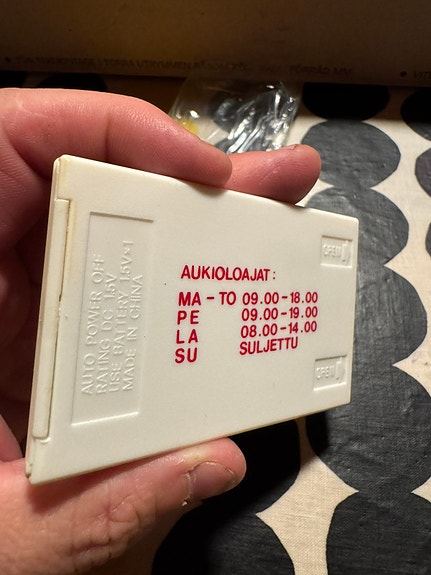 AUKIOLOAJAT:
MA - TO 09.00-18.00
PE 09.00-19.00
LA 08.00-14.00
SU SULJETTU
AUTO POWER OFF
RATING DC 1.5V
USE BATTERY 1.5V×1
MADE IN CHINA
OPEN
OPEN